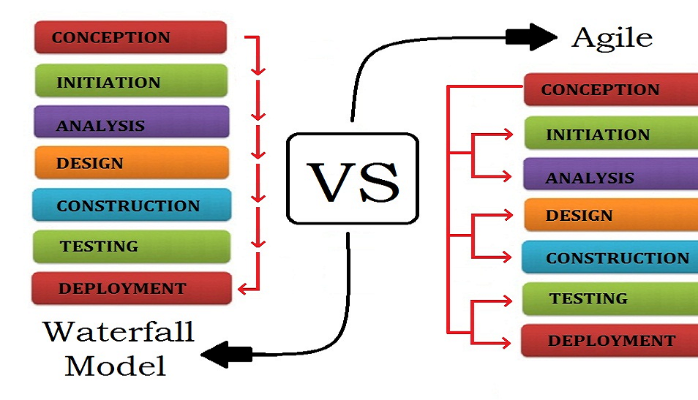 CONCEPTION
INITIATION
ANALYSIS
DESIGN
CONSTRUCTION
TESTING
DEPLOYMENT
Waterfall
Model
VS
Agile
CONCEPTION
INITIATION
ANALYSIS
DESIGN
CONSTRUCTION
TESTING
DEPLOYMENT